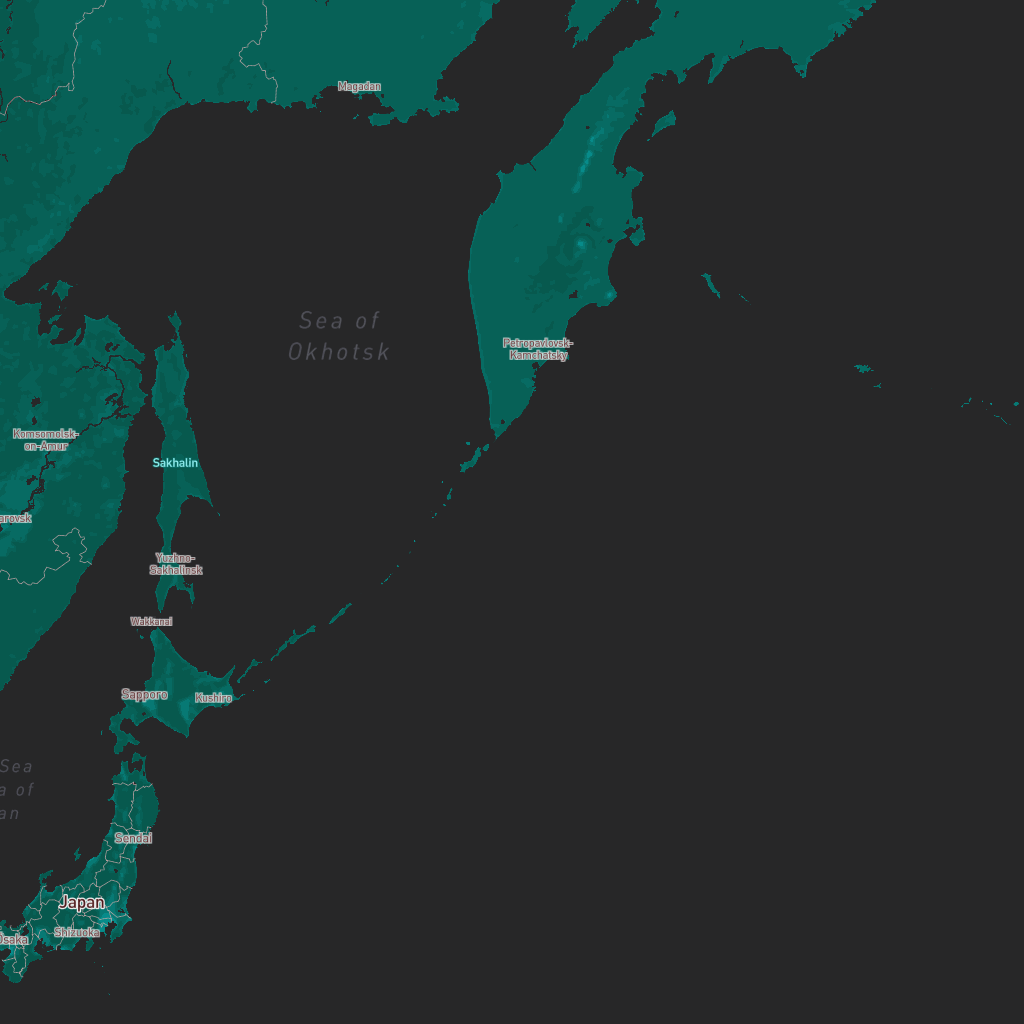 Magadan
Sea of
Okhotsk
Petropavlovsk-
Kamchatsky
Komsomolsk-
on-Amur
Sakhalin
arovsk
Yuzhno-
Sakhalinsk
Wakkanai
Sapporo
Kushiro
Sea
a of
an
Sendai
Japan
Shizuoka
Osaka